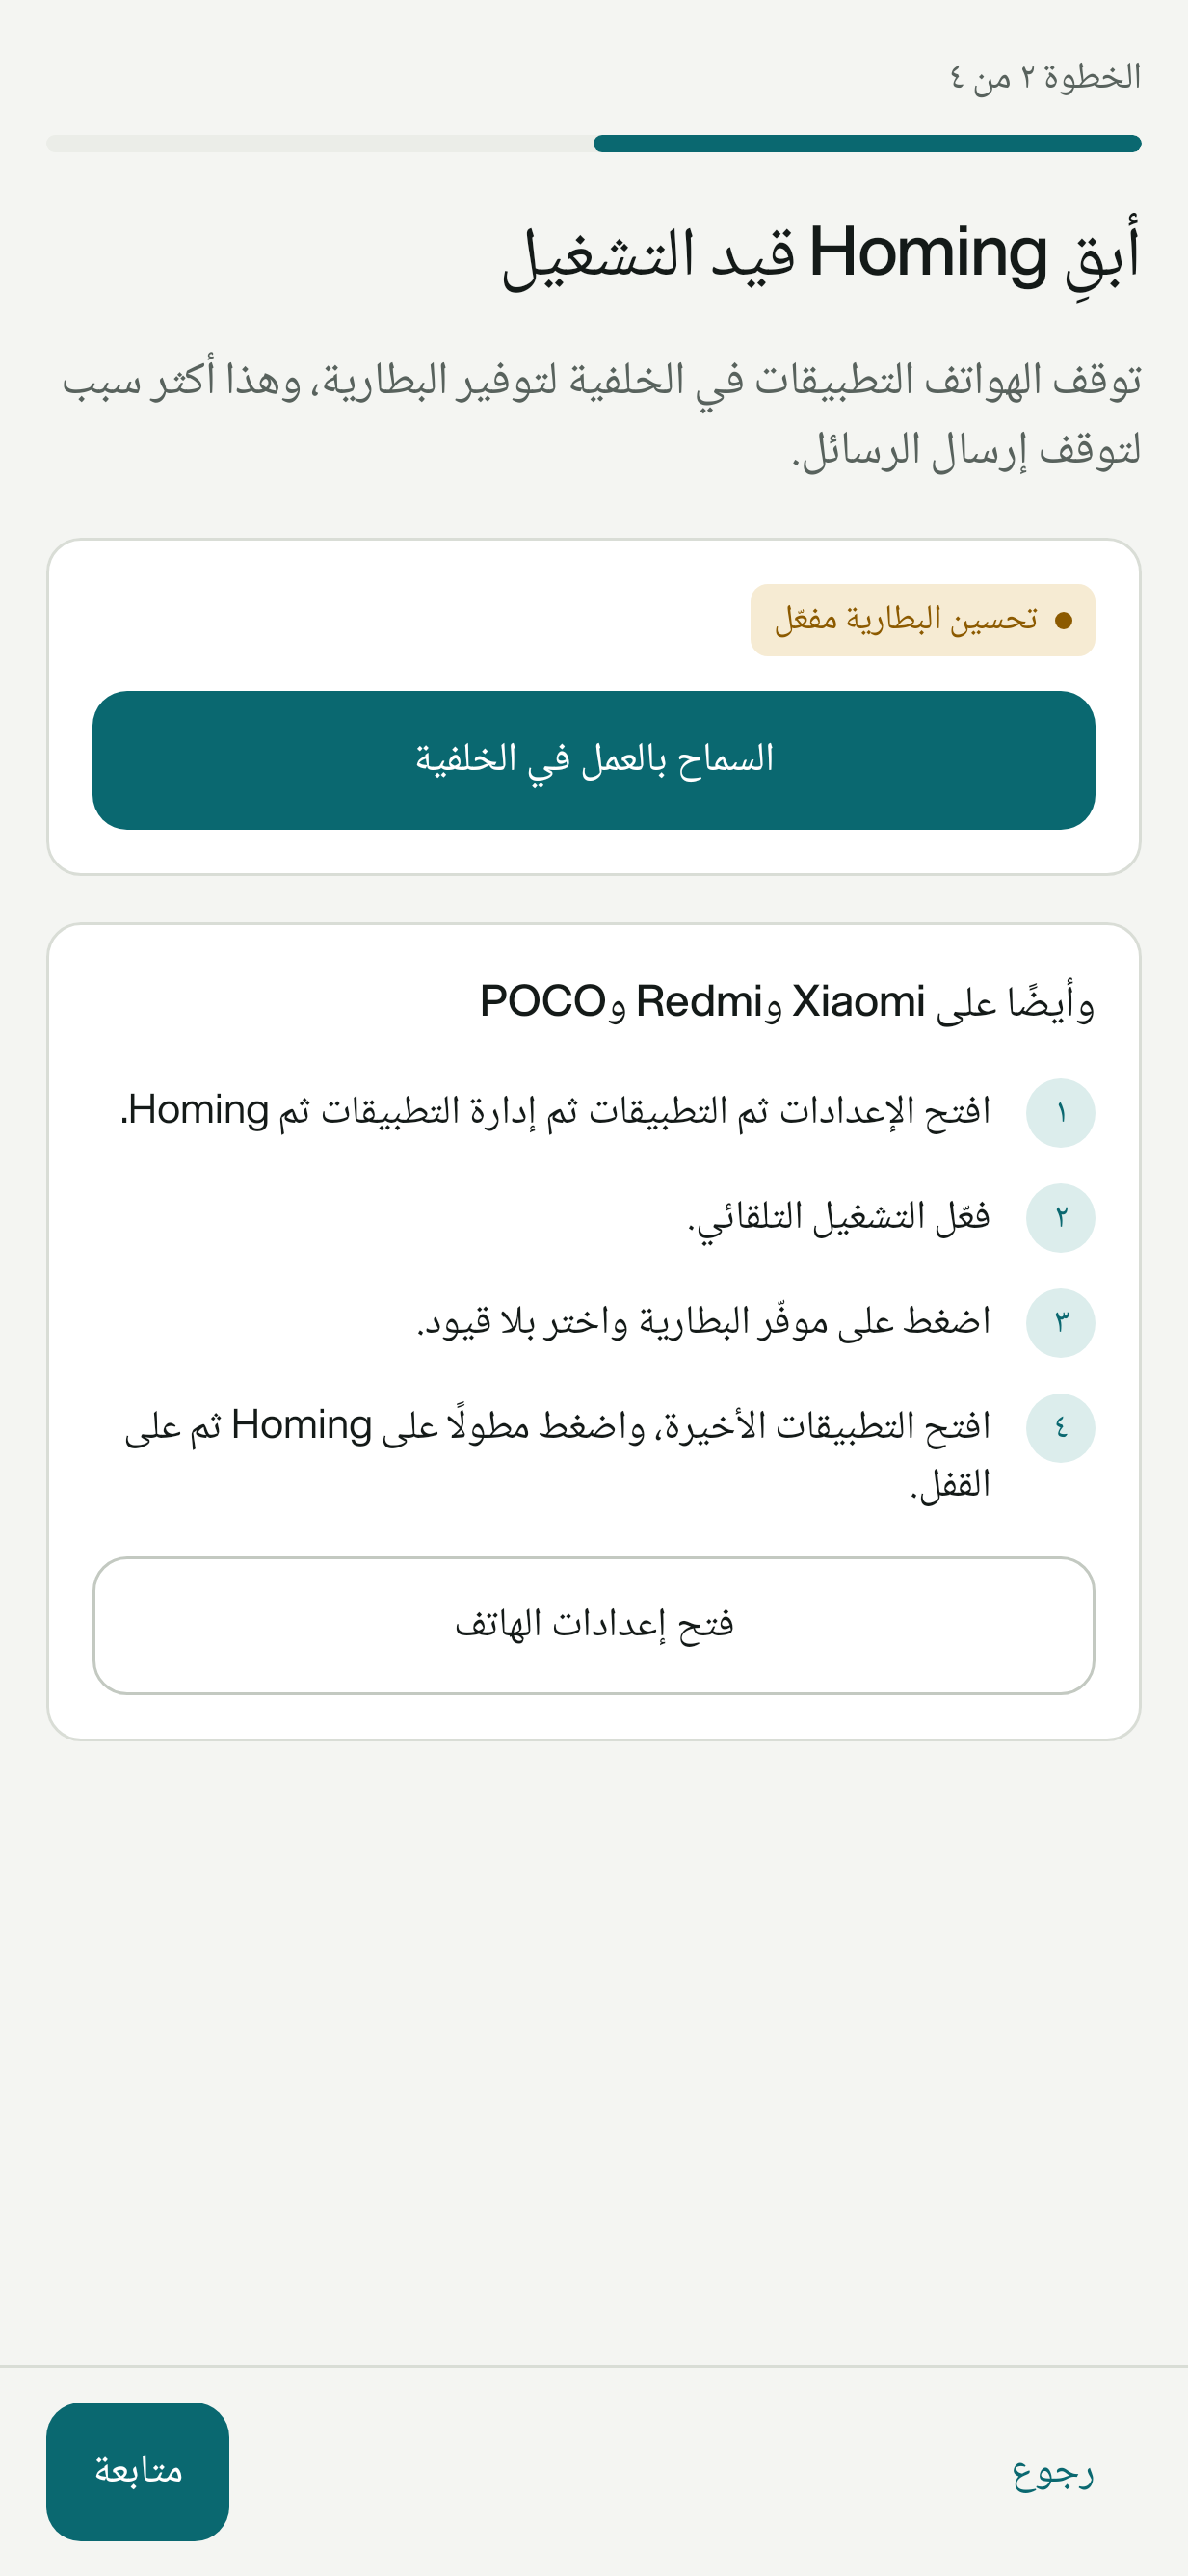 الخطوة ٢ من ٤
أبقِ Homing قيد التشغيل
توقف الهواتف التطبيقات في الخلفية لتوفير البطارية، وهذا أكثر سبب
لتوقف إرسال الرسائل.
تحسين البطارية مفعّل
السماح بالعمل في الخلفية
وأيضًا على Xiaomi وRedmi وPOCO
١ افتح الإعدادات ثم التطبيقات ثم إدارة التطبيقات ثم Homing.
٢ فعّل التشغيل التلقائي.
٣ اضغط على موفّر البطارية واختر بلا قيود.
٤ افتح التطبيقات الأخيرة، واضغط مطولًا على Homing ثم على
القفل.
فتح إعدادات الهاتف
رجوع
متابعة